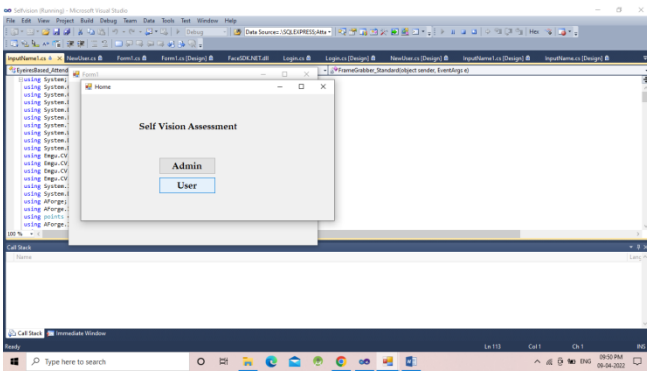 Selfvision (Running) - Microsoft Visual Studio
File Edit View Project Build Debug Team Data Tools Test Window Help
Debug Data Source=.\SQLEXPRESS;Atta Hex
InputName1.cs NewUser.cs Form1.cs Form1.cs [Design] FaceSDK.NET.dll Login.cs Login.cs [Design] NewUser.cs [Design] InputName1.cs [Design] InputName.cs [Design]
EyeiresBased_Attend Form1 FrameGrabber_Standard(object sender, EventArgs e)
Home
using System;
using System.
using System.
using System.
using System.
using System.
using System.
using System.
using System.
using System.
using Emgu.CV
using Emgu.CV
using Emgu.CV
using Emgu.CV
using System.
using System.
using AForge;
using AForge.
using points
using AForge.
Self Vision Assessment
Admin
User
100 %
Call Stack
Name Lang
Call Stack Immediate Window
Ready Ln 113 Col 1 Ch 1 INS
Type here to search ENG 09:50 PM
06-04-2022